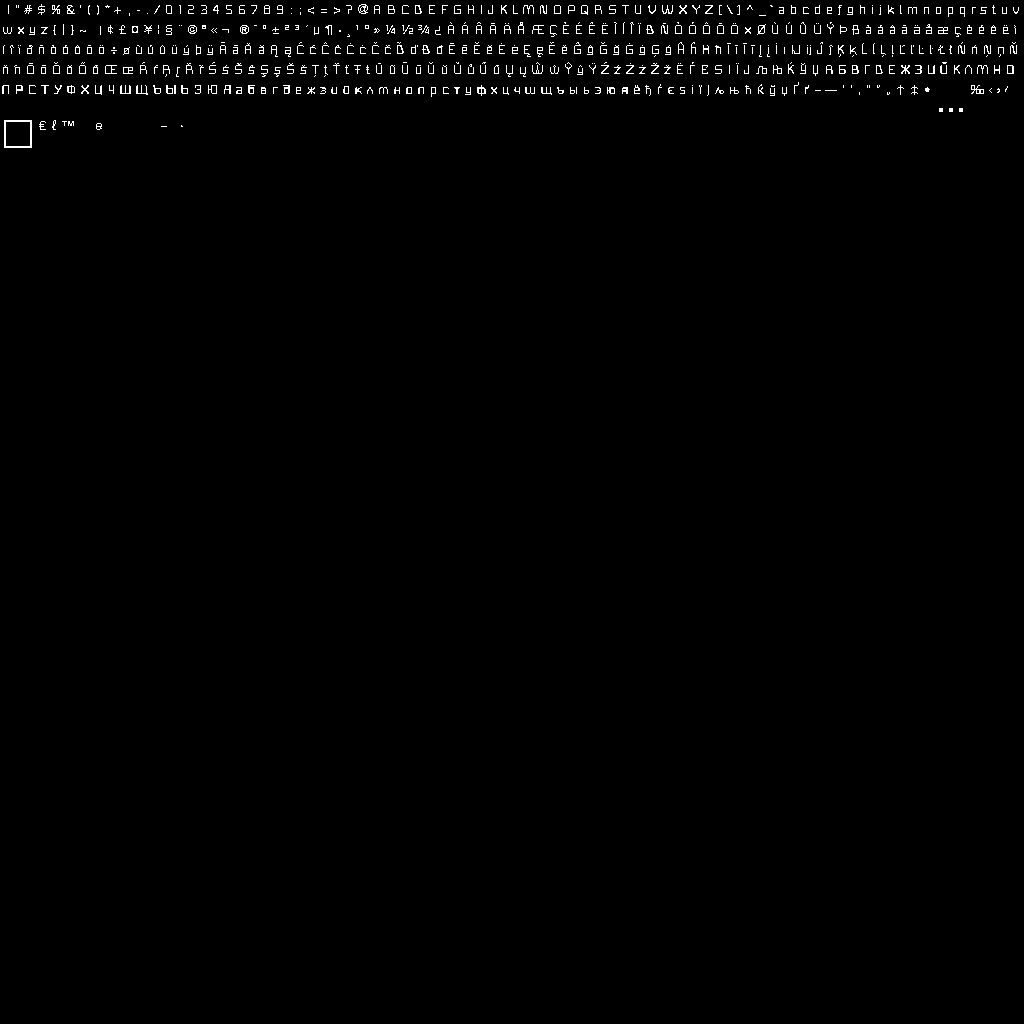 ! " # $ % & ' ( ) * + , - . / 0 1 2 3 4 5 6 7 8 9 : ; < = > ? @ A B C D E F G H I J K L M N O P Q R S T U V W X Y Z [ \ ] ^ _ ` a b c d e f g h i j k l m n o p q r s t u v
w x y z { | } ~ ¡ ¢ £ ¤ ¥ ¦ § ¨ © ª « ¬ ® ¯ ° ± ² ³ ´ µ ¶ · ¸ ¹ º » ¼ ½ ¾ ¿ À Á Â Ã Ä Å Æ Ç È É Ê Ë Ì Í Î Ï Ð Ñ Ò Ó Ô Õ Ö × Ø Ù Ú Û Ü Ý Þ ß à á â ã ä å æ ç è é ê ë ì
í î ï ð ñ ò ó ô õ ö ÷ ø ù ú û ü ý þ ÿ Ā ā Ă ă Ą ą Ć ć Ĉ ĉ Ċ ċ Č č Ď ď Đ đ Ē ē Ĕ ĕ Ė ė Ę ę Ě ě Ĝ ĝ Ğ ğ Ġ ġ Ģ ģ Ĥ ĥ Ħ ħ Ĩ ĩ Ī ī Ĭ ĭ Į į İ ı Ĳ ĳ Ĵ ĵ Ķ ķ Ĺ ĺ Ļ ļ Ľ ľ Ŀ ŀ Ł ł Ń ń Ņ ņ Ň
ň ŉ Ō ō Ŏ ŏ Ő ő Œ œ Ŕ ŕ Ŗ ŗ Ř ř Ś ś Ŝ ŝ Ş ş Š š Ţ ţ Ť ť Ŧ ŧ Ũ ũ Ū ū Ŭ ŭ Ů ů Ű ű Ų ų Ŵ ŵ Ŷ ŷ Ÿ Ź ź Ż ż Ž ž Ё Ѓ Є Ѕ І Ї Ј Љ Њ Ќ Ў Џ А Б В Г Д Е Ж З И Й К Л М Н О
П Р С Т У Ф Х Ц Ч Ш Щ Ъ Ы Ь Э Ю Я а б в г д е ж з и й к л м н о п р с т у ф х ц ч ш щ ъ ы ь э ю я ё ђ ѓ є ѕ і ї ј љ њ ћ ќ ў џ Ґ ґ – — ‘ ’ ‚ “ ” „ † ‡ • … ‰ ‹ › ⁄
□ € ℓ ™ ℮ − ∙